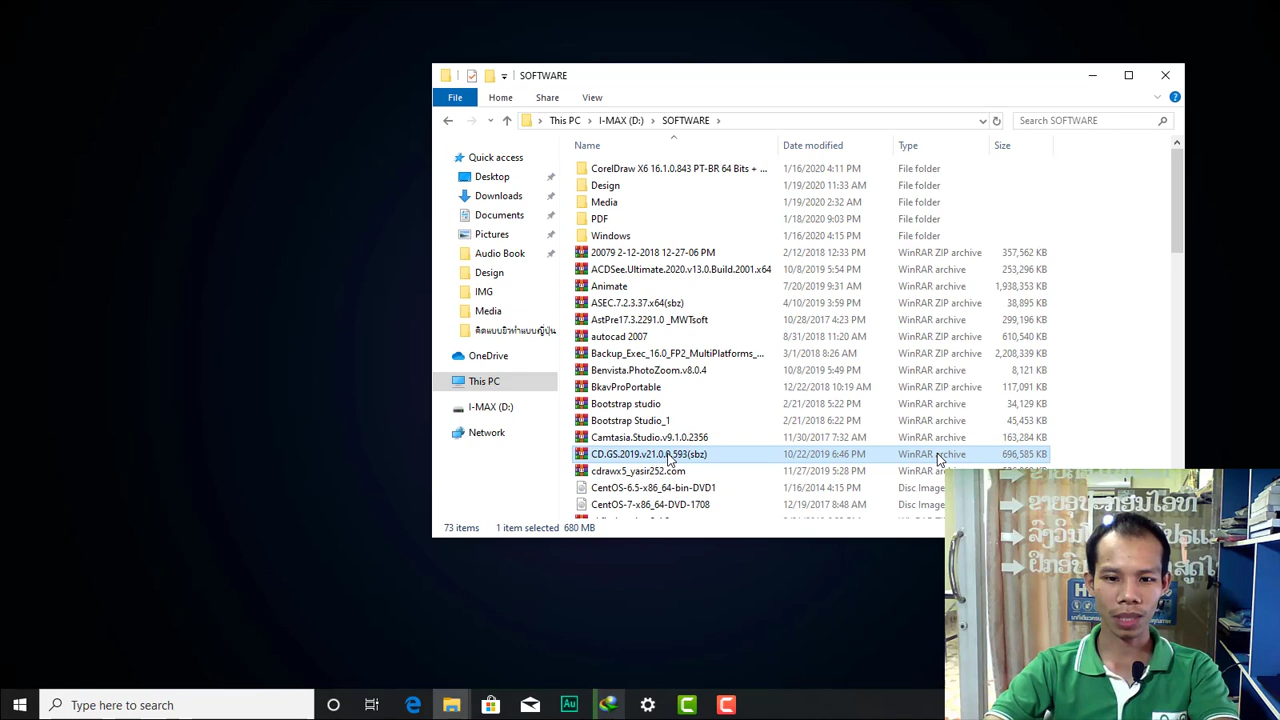 SOFTWARE
File Home Share View
This PC I-MAX (D:) SOFTWARE
Search SOFTWARE
Name Date modified Type Size
Quick access
Desktop
Downloads
Documents
Pictures
Audio Book
Design
IMG
Media
คิดแบบยิวทำแบบญี่ปุ่น
OneDrive
This PC
I-MAX (D:)
Network
CorelDraw X6 16.1.0.843 PT-BR 64 Bits + ... 1/16/2020 4:11 PM File folder
Design 1/19/2020 11:33 AM File folder
Media 1/19/2020 2:32 AM File folder
PDF 1/18/2020 9:03 PM File folder
Windows 1/16/2020 4:15 PM File folder
20079 2-12-2018 12-27-06 PM 2/12/2018 12:33 PM WinRAR ZIP archive 357,562 KB
ACDSee.Ultimate.2020.v13.0.Build.2001.x64 10/8/2019 5:54 PM WinRAR archive 253,296 KB
Animate 7/20/2019 9:31 AM WinRAR archive 1,938,353 KB
ASEC.7.2.3.37.x64(sbz) 4/10/2019 3:59 PM WinRAR archive 38,895 KB
AstPre17.3.2291.0 _MWTsoft 10/28/2017 4:23 PM WinRAR archive 299,196 KB
autocad 2007 8/31/2018 11:20 AM WinRAR archive 610,540 KB
Backup_Exec_16.0_FP2_MultiPlatforms_... 3/1/2018 8:26 AM WinRAR archive 2,208,339 KB
Benvista.PhotoZoom.v8.0.4 10/8/2019 5:49 PM WinRAR archive 8,121 KB
BkavProPortable 12/22/2018 10:19 AM WinRAR ZIP archive 117,091 KB
Bootstrap studio 2/21/2018 5:22 PM WinRAR archive 34,129 KB
Bootstrap Studio_1 2/21/2018 6:22 PM WinRAR archive 45,453 KB
Camtasia.Studio.v9.1.0.2356 11/30/2017 7:32 AM WinRAR archive 163,284 KB
CD.GS.2019.v21.0.0.593(sbz) 10/22/2019 6:46 PM WinRAR archive 696,585 KB
cdrawx5_yasir252.com 11/27/2019 5:28 PM WinRAR archive
CentOS-6.5-x86_64-bin-DVD1 1/16/2014 4:15 PM Disc Image
CentOS-7-x86_64-DVD-1708 12/19/2017 8:48 AM Disc Image
73 items 1 item selected 680 MB
Type here to search